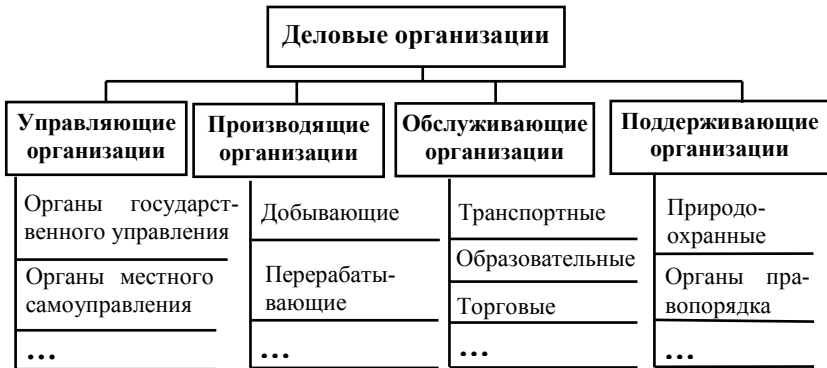 Деловые организации
Управляющие
организации
Органы государст-
венного управления
Органы местного
самоуправления
...
Производящие
организации
Добывающие
Перерабаты-
вающие
...
Обслуживающие
организации
Транспортные
Образовательные
Торговые
...
Поддерживающие
организации
Природо-
охранные
Органы пра-
вопорядка
...